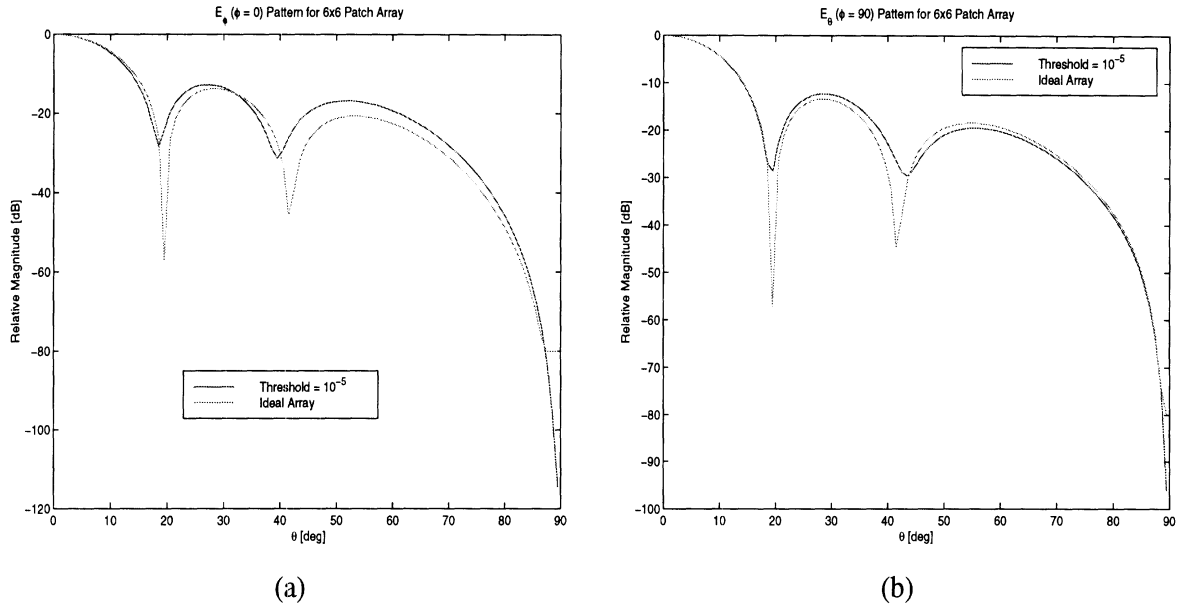 E_ϕ (ϕ = 0) Pattern for 6x6 Patch Array
Relative Magnitude [dB]
0
−20
−40
−60
−80
−100
−120
Threshold = 10^−5
Ideal Array
0 10 20 30 40 50 60 70 80 90
θ [deg]
(a)
E_θ (ϕ = 90) Pattern for 6x6 Patch Array
Relative Magnitude [dB]
0
−10
−20
−30
−40
−50
−60
−70
−80
−90
−100
Threshold = 10^−5
Ideal Array
0 10 20 30 40 50 60 70 80 90
θ [deg]
(b)